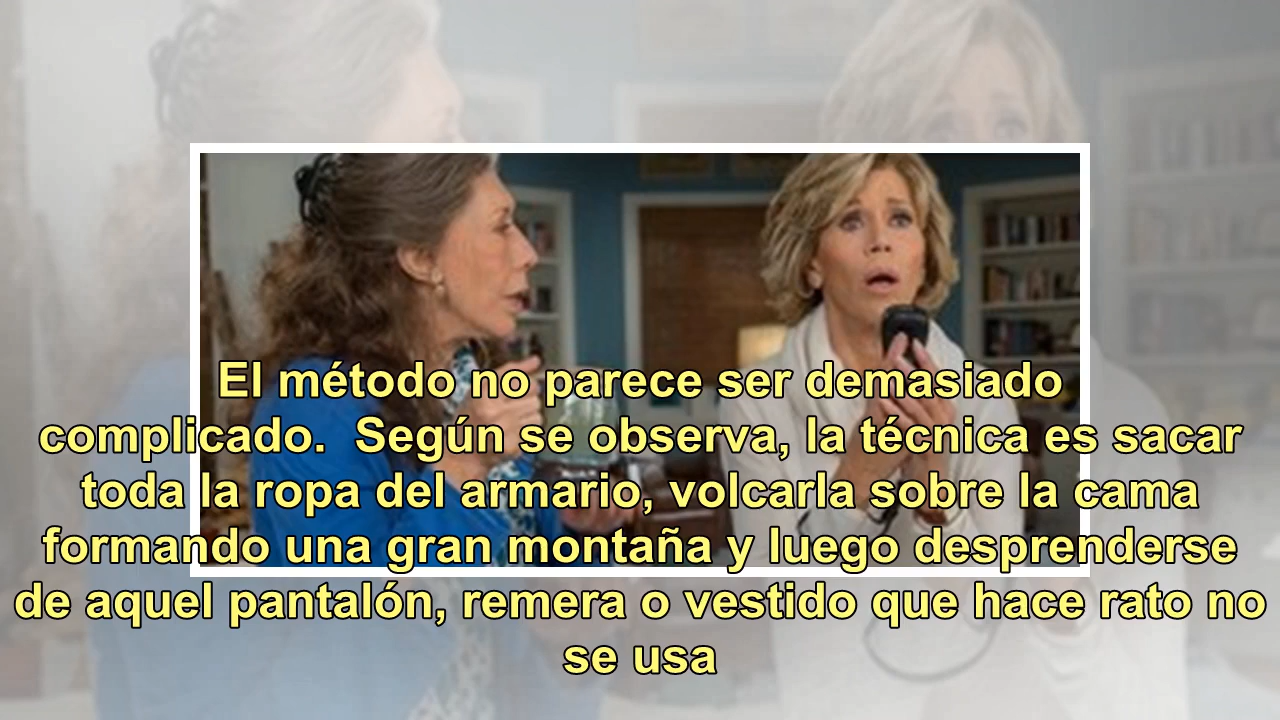 El método no parece ser demasiado
complicado.  Según se observa, la técnica es sacar
toda la ropa del armario, volcarla sobre la cama
formando una gran montaña y luego desprenderse
de aquel pantalón, remera o vestido que hace rato no
se usa